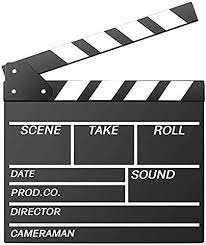 SCENE TAKE ROLL
DATE SOUND
PROD.CO.
DIRECTOR
CAMERAMAN